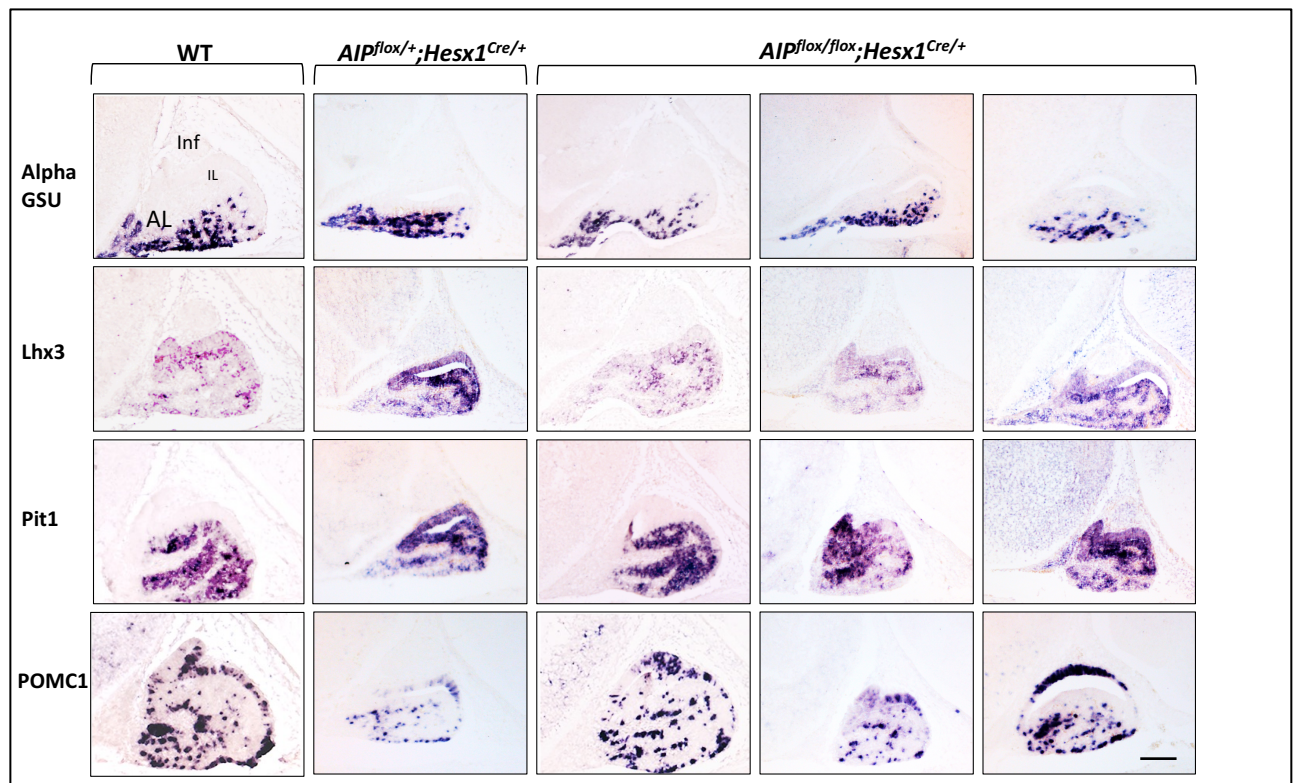 WT AIPflox/+;Hesx1Cre/+ AIPflox/flox;Hesx1Cre/+
Inf
IL
AL
Alpha
GSU
Lhx3
Pit1
POMC1